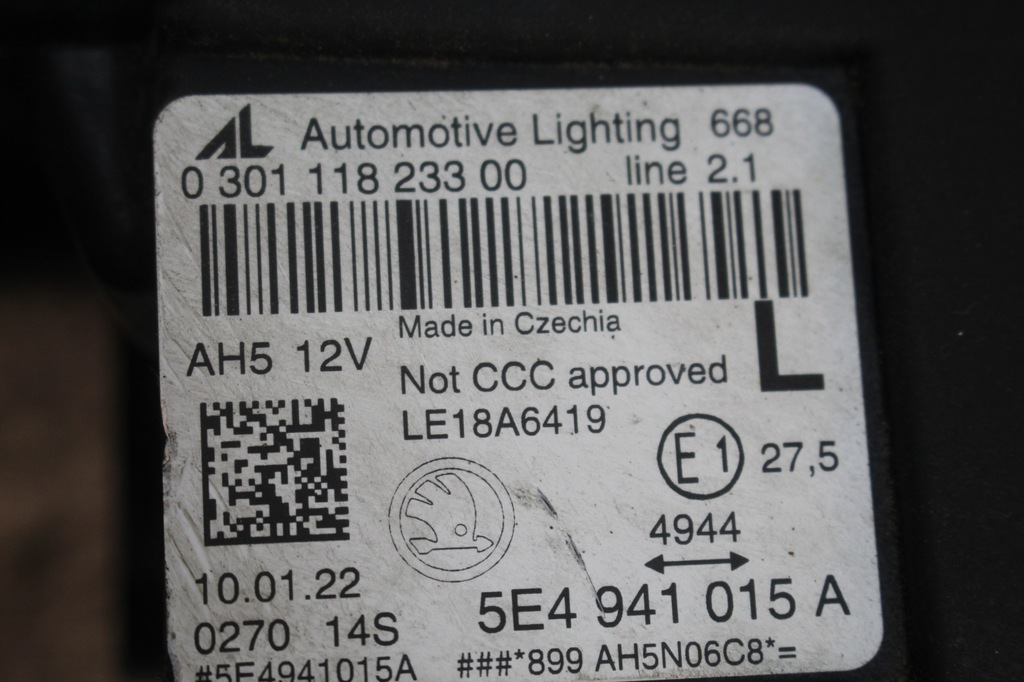 AL Automotive Lighting 668
0 301 118 233 00 line 2.1
Made in Czechia
AH5 12V
Not CCC approved L
LE18A6419
E1 27,5
4944
10.01.22
5E4 941 015 A
0270 14S
#5E4941015A ###*899 AH5N06C8*=